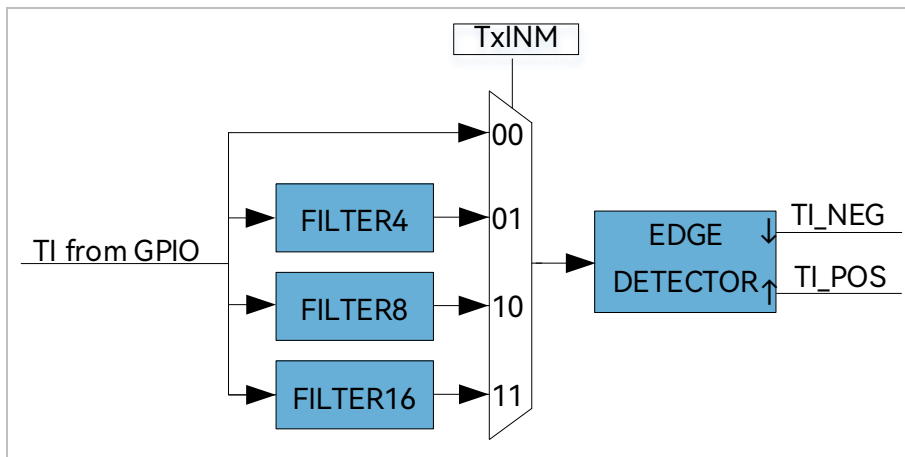 TxINM
00
FILTER4
01
TI from GPIO
EDGE
DETECTOR
↓
↑
TI_NEG
TI_POS
FILTER8
10
FILTER16
11